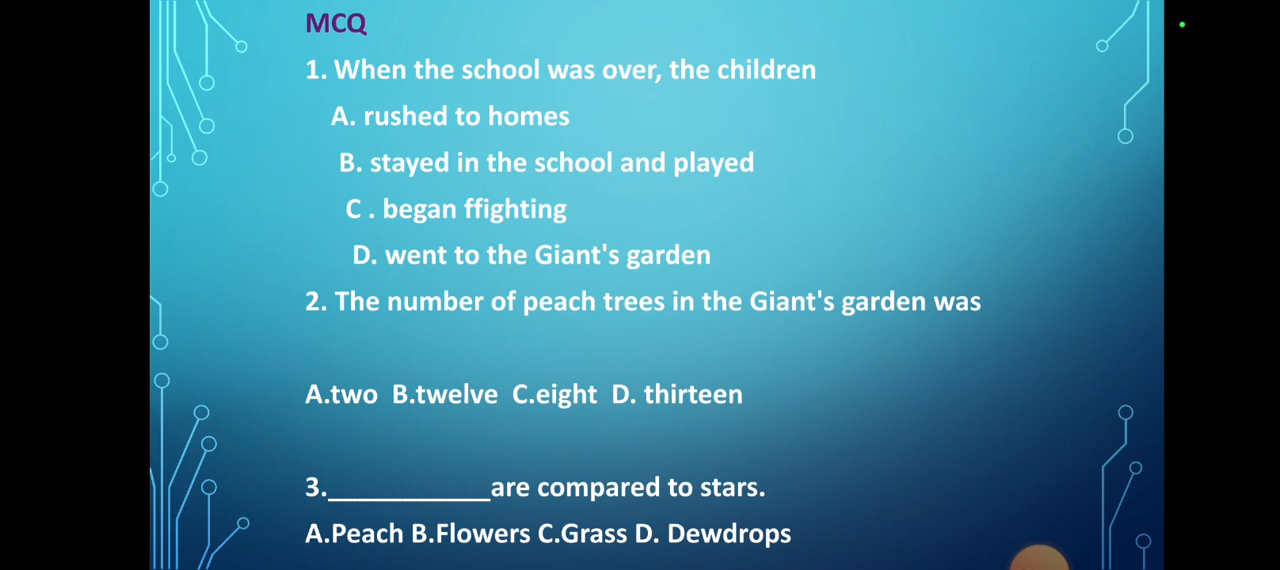 MCQ
1. When the school was over, the children
A. rushed to homes
B. stayed in the school and played
C . began ffighting
D. went to the Giant's garden
2. The number of peach trees in the Giant's garden was
A.two B.twelve C.eight D. thirteen
3.____________are compared to stars.
A.Peach B.Flowers C.Grass D. Dewdrops